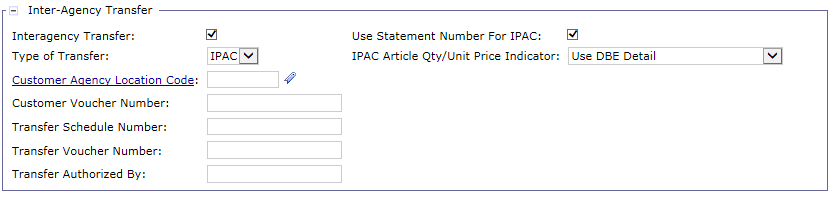 Inter-Agency Transfer
Interagency Transfer: Use Statement Number For IPAC:
Type of Transfer: IPAC IPAC Article Qty/Unit Price Indicator: Use DBE Detail
Customer Agency Location Code:
Customer Voucher Number:
Transfer Schedule Number:
Transfer Voucher Number:
Transfer Authorized By: